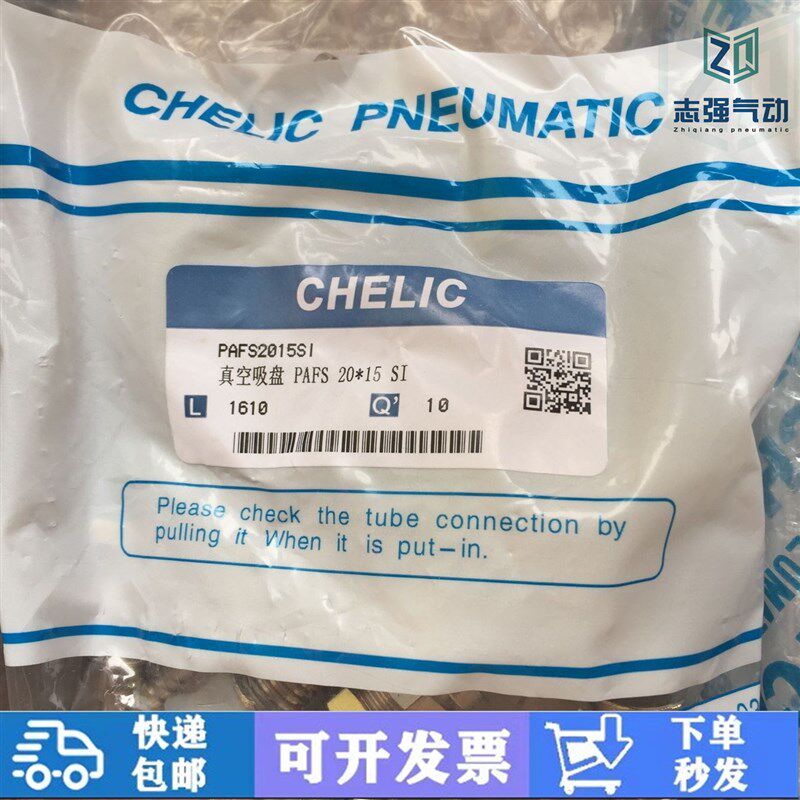 ZQ
志强气动
Zhiqiang pneumatic
CHELIC PNEUMATIC
CHELIC
PAFS2015SI
真空吸盘 PAFS 20*15 SI
L 1610 Q' 10
Please check the tube connection by
pulling it When it is put-in.
快递
包邮
可开发票
下单
秒发